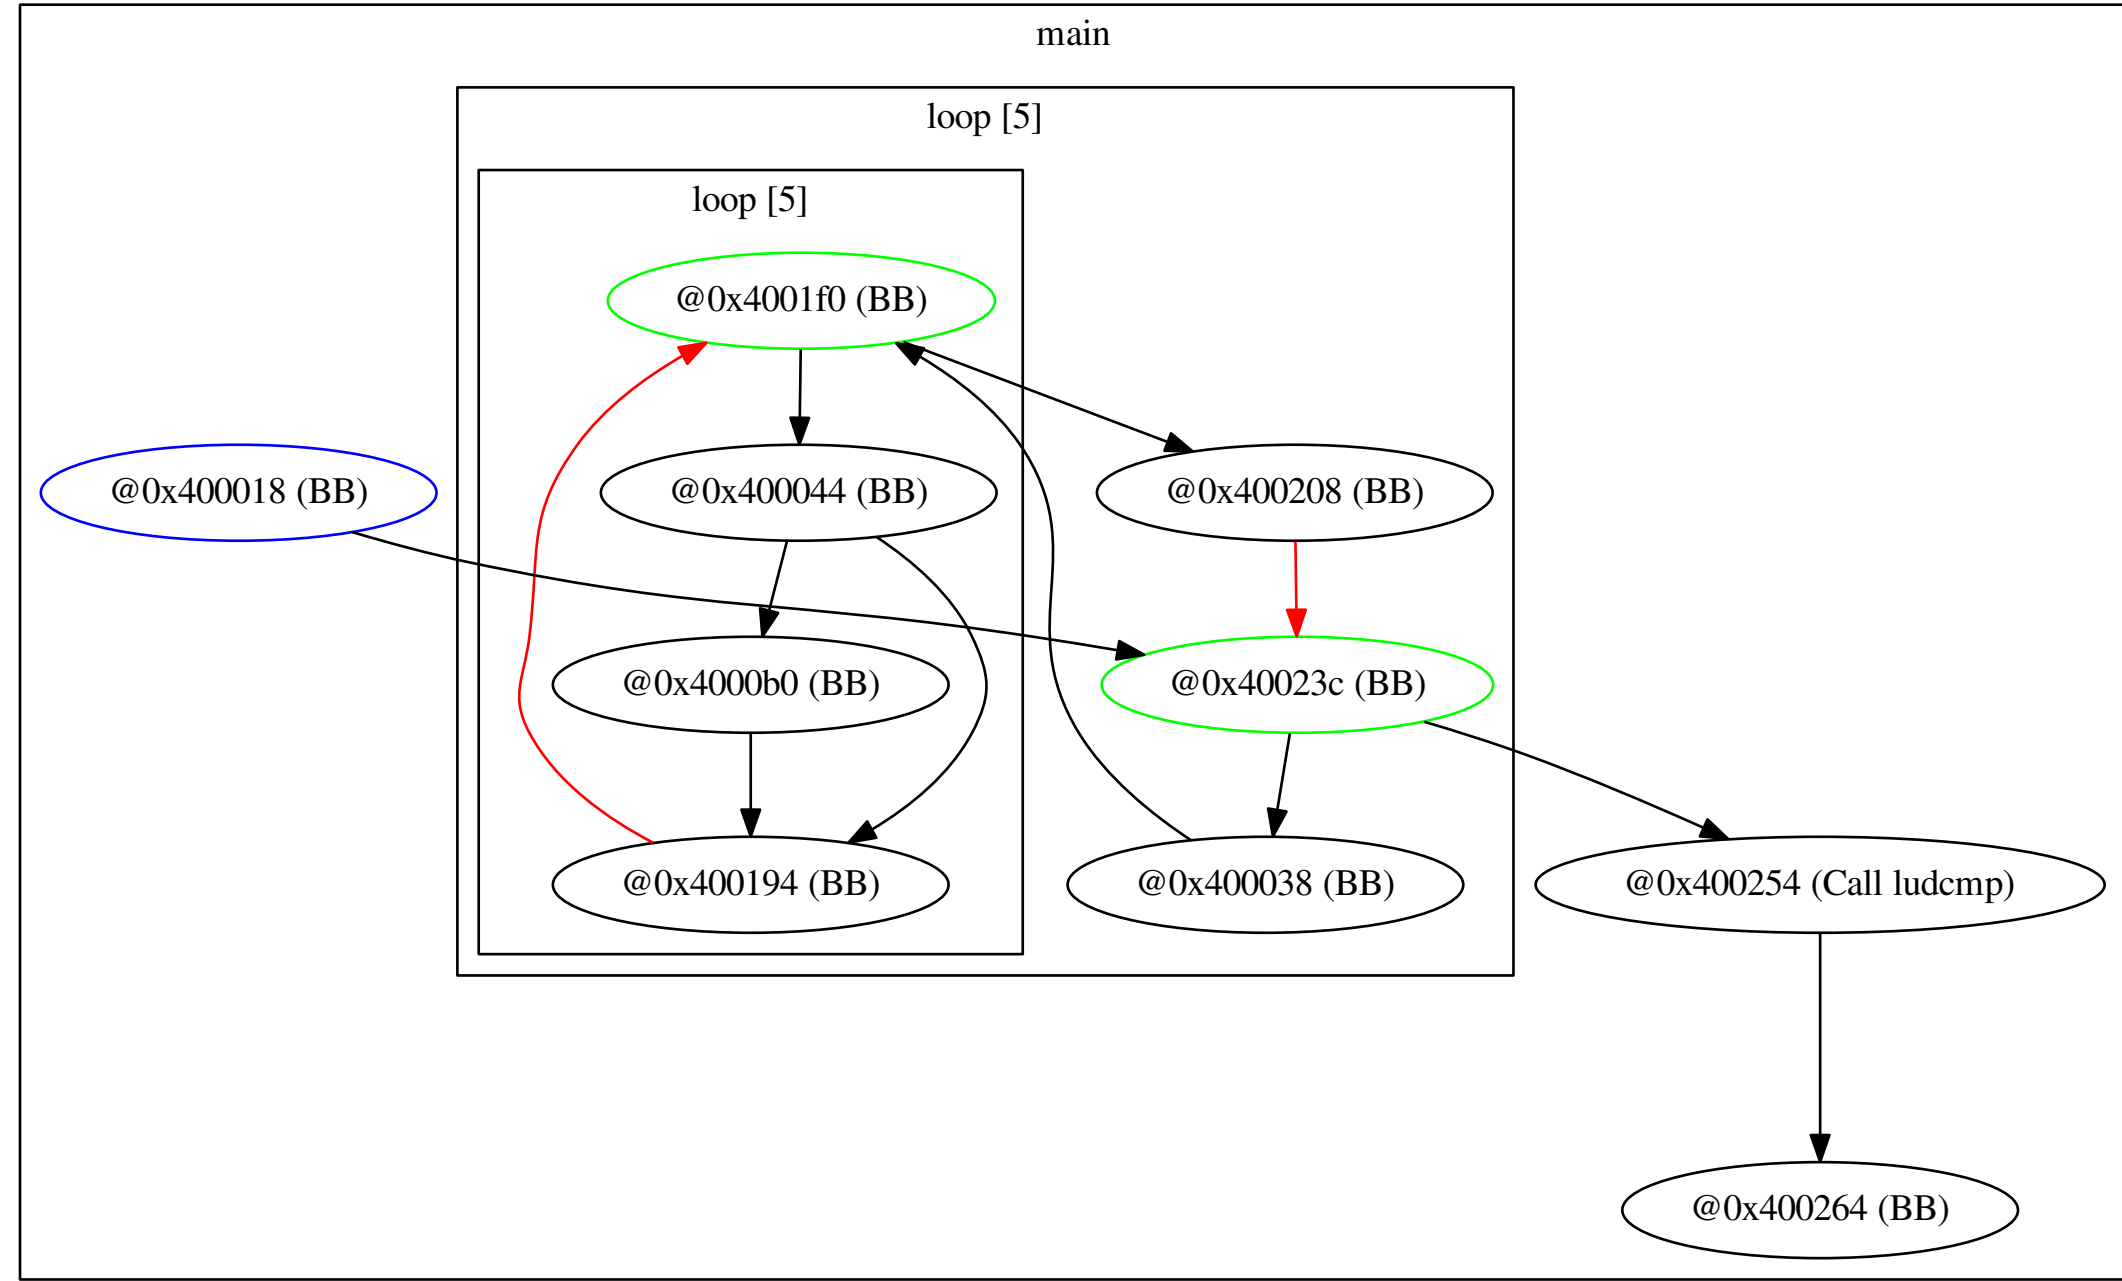 main
loop [5]
loop [5]
@0x4001f0 (BB)
@0x400018 (BB)
@0x400044 (BB)
@0x400208 (BB)
@0x4000b0 (BB)
@0x40023c (BB)
@0x400194 (BB)
@0x400038 (BB)
@0x400254 (Call ludcmp)
@0x400264 (BB)